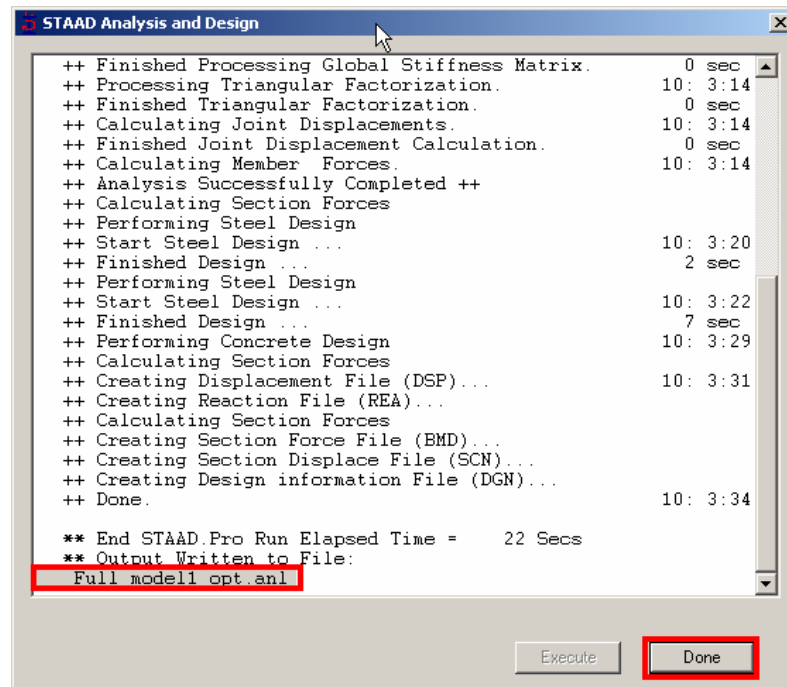 STAAD Analysis and Design
++ Finished Processing Global Stiffness Matrix. 0 sec
++ Processing Triangular Factorization. 10: 3:14
++ Finished Triangular Factorization. 0 sec
++ Calculating Joint Displacements. 10: 3:14
++ Finished Joint Displacement Calculation. 0 sec
++ Calculating Member Forces. 10: 3:14
++ Analysis Successfully Completed ++
++ Calculating Section Forces
++ Performing Steel Design
++ Start Steel Design ... 10: 3:20
++ Finished Design ... 2 sec
++ Performing Steel Design
++ Start Steel Design ... 10: 3:22
++ Finished Design ... 7 sec
++ Performing Concrete Design 10: 3:29
++ Calculating Section Forces
++ Creating Displacement File (DSP)... 10: 3:31
++ Creating Reaction File (REA)...
++ Calculating Section Forces
++ Creating Section Force File (BMD)...
++ Creating Section Displace File (SCN)...
++ Creating Design information File (DGN)...
++ Done. 10: 3:34
** End STAAD.Pro Run Elapsed Time = 22 Secs
** Output Written to File:
Full model1 opt.anl
Execute Done